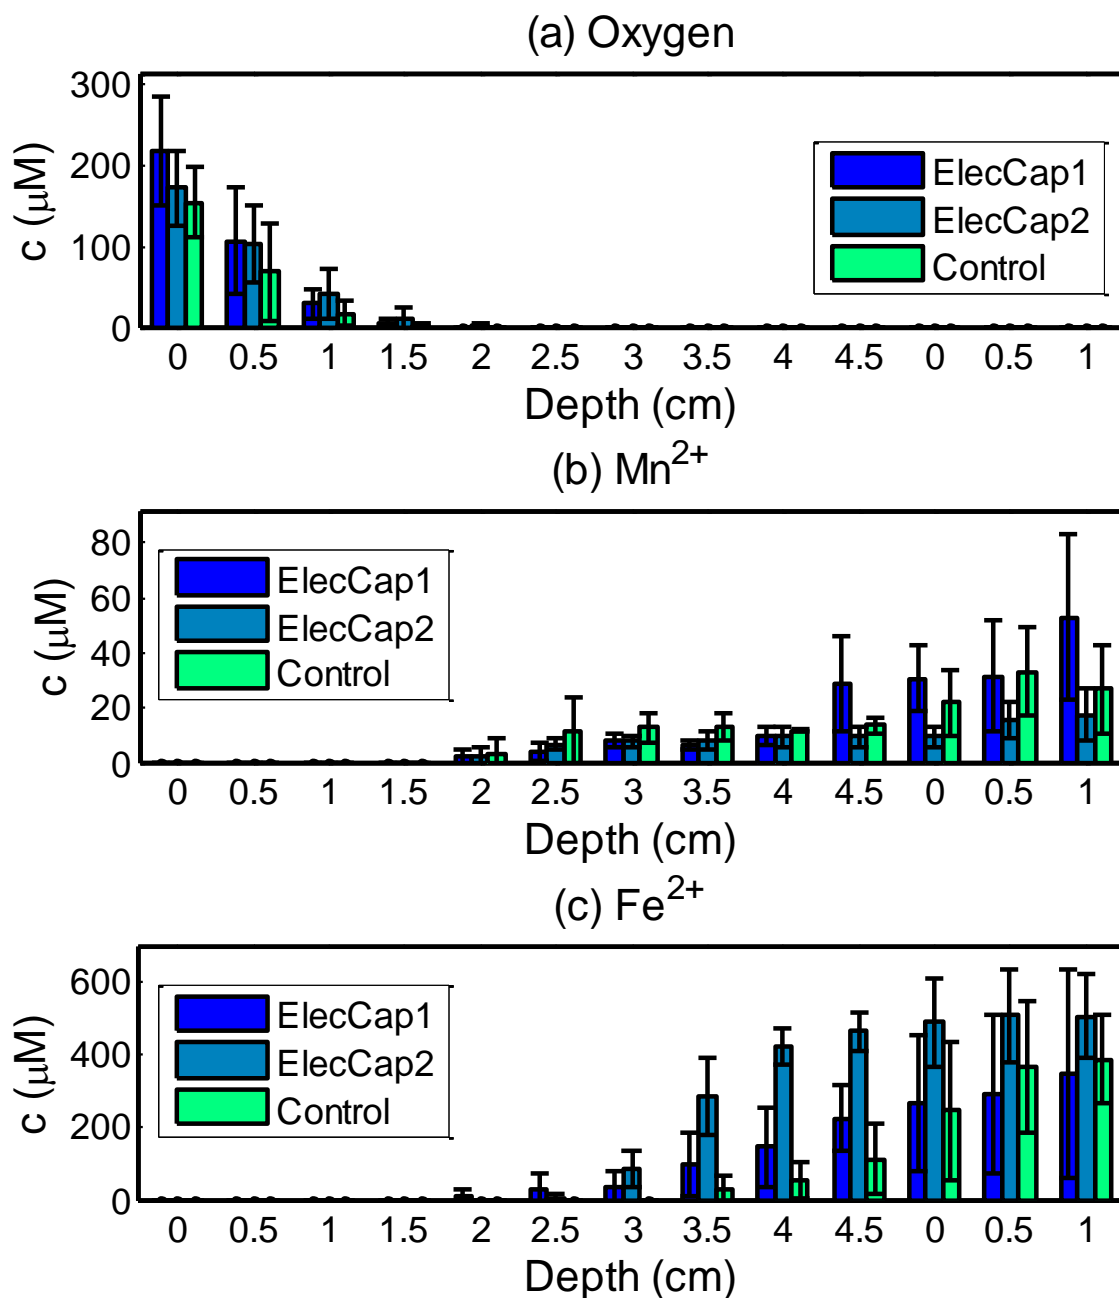 (a) Oxygen
300
200
100
0
c (μM)
ElecCap1
ElecCap2
Control
0 0.5 1 1.5 2 2.5 3 3.5 4 4.5 0 0.5 1
Depth (cm)
(b) Mn²⁺
80
60
40
20
0
c (μM)
ElecCap1
ElecCap2
Control
0 0.5 1 1.5 2 2.5 3 3.5 4 4.5 0 0.5 1
Depth (cm)
(c) Fe²⁺
600
400
200
0
c (μM)
ElecCap1
ElecCap2
Control
0 0.5 1 1.5 2 2.5 3 3.5 4 4.5 0 0.5 1
Depth (cm)